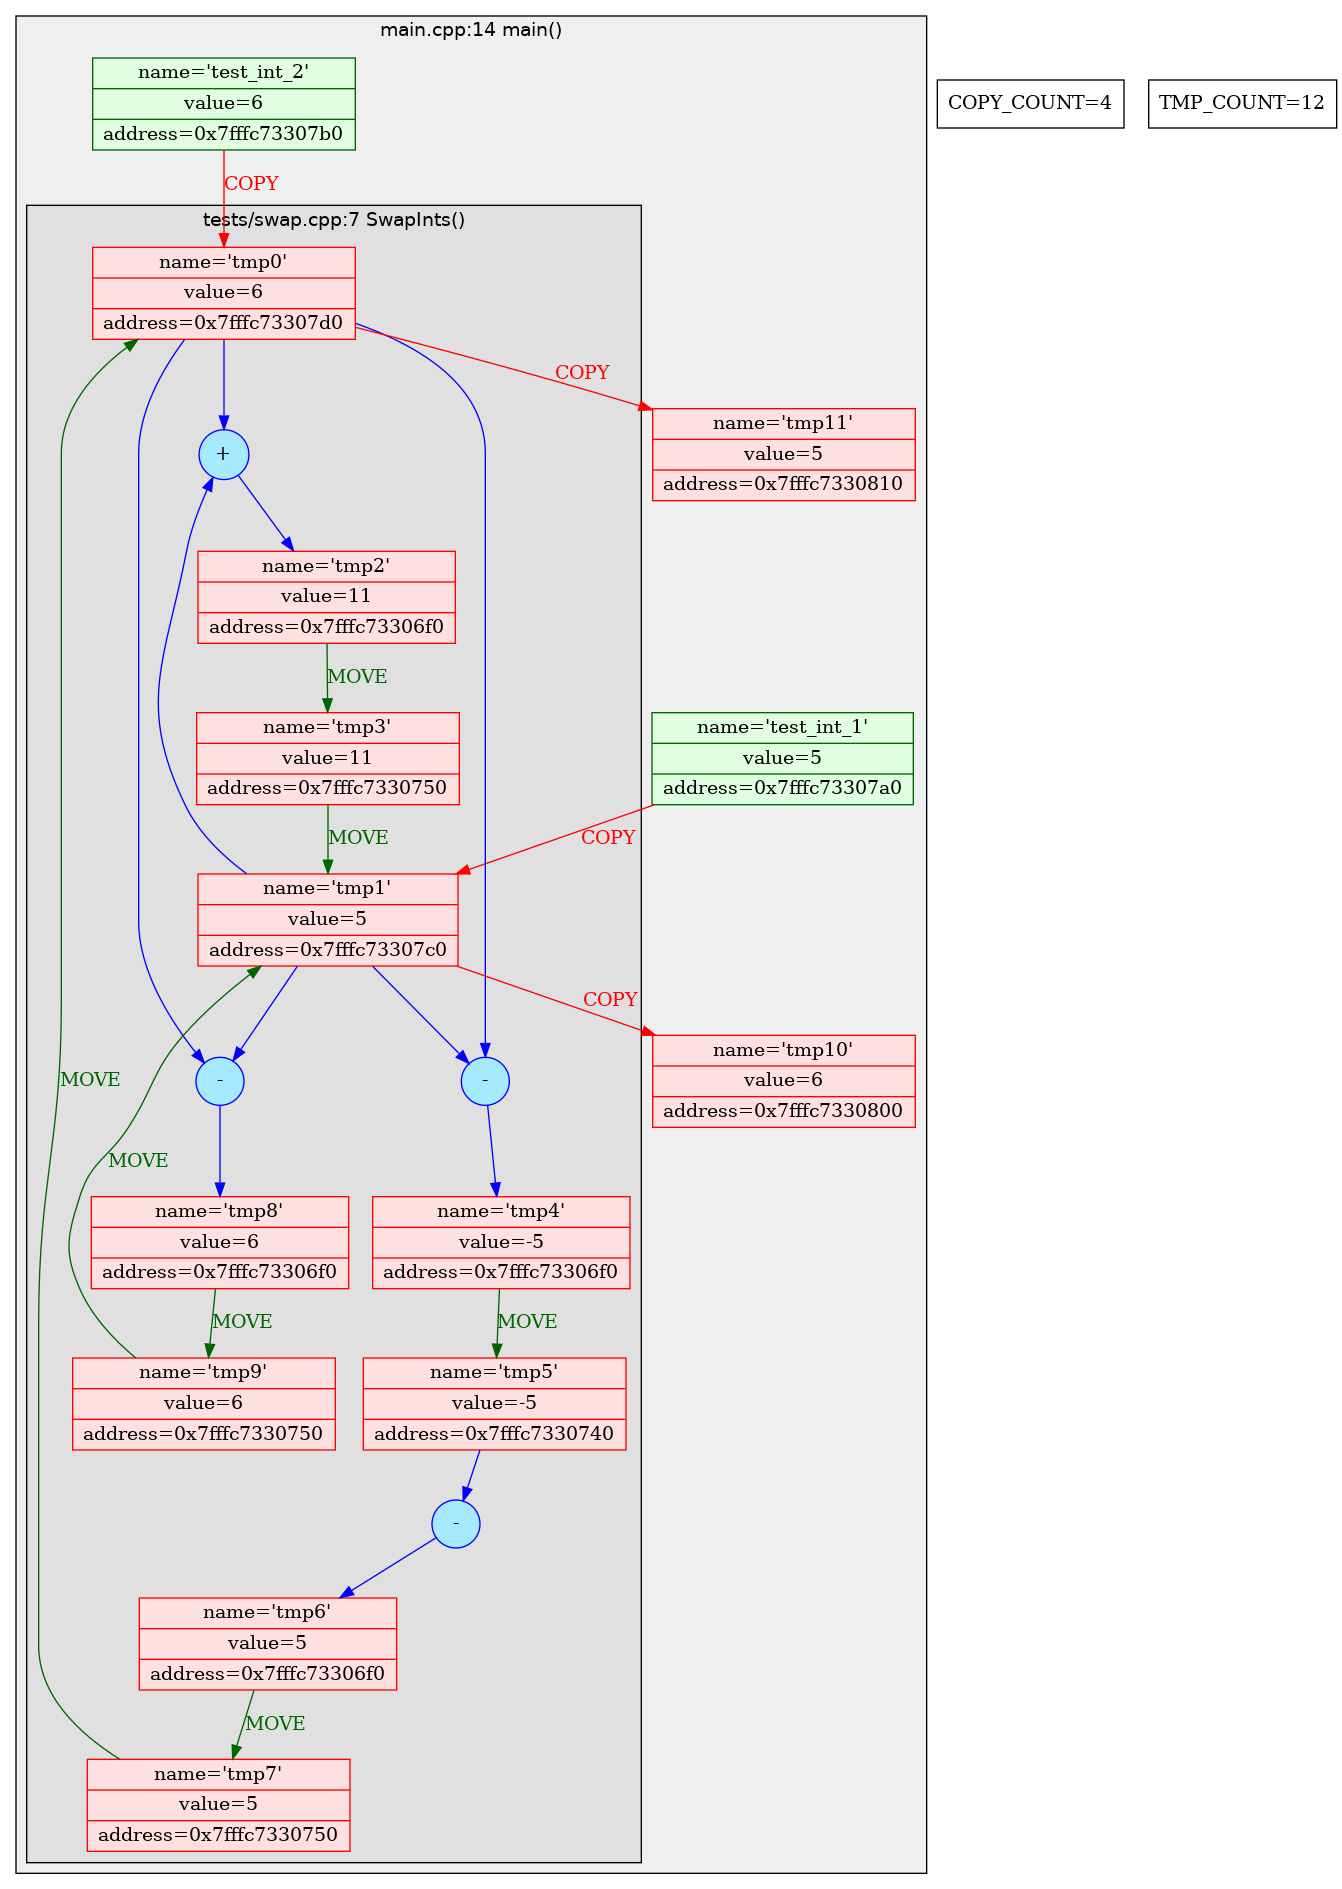 main.cpp:14 main()
name='test_int_2'
value=6
address=0x7fffc73307b0
COPY_COUNT=4
TMP_COUNT=12
COPY
tests/swap.cpp:7 SwapInts()
name='tmp0'
value=6
address=0x7fffc73307d0
COPY
name='tmp11'
value=5
address=0x7fffc7330810
+
name='tmp2'
value=11
address=0x7fffc73306f0
MOVE
name='tmp3'
value=11
address=0x7fffc7330750
name='test_int_1'
value=5
address=0x7fffc73307a0
MOVE
COPY
name='tmp1'
value=5
address=0x7fffc73307c0
COPY
name='tmp10'
value=6
address=0x7fffc7330800
MOVE
-
-
MOVE
name='tmp8'
value=6
address=0x7fffc73306f0
name='tmp4'
value=-5
address=0x7fffc73306f0
MOVE
MOVE
name='tmp9'
value=6
address=0x7fffc7330750
name='tmp5'
value=-5
address=0x7fffc7330740
-
name='tmp6'
value=5
address=0x7fffc73306f0
MOVE
name='tmp7'
value=5
address=0x7fffc7330750